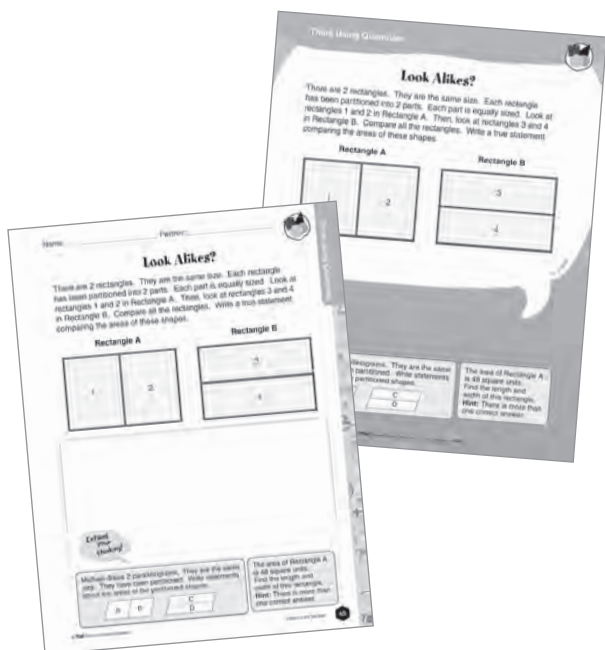 Think Using Quantities
Look Alikes?
There are 2 rectangles. They are the same size. Each rectangle
has been partitioned into 2 parts. Each part is equally sized. Look at
rectangles 1 and 2 in Rectangle A. Then, look at rectangles 3 and 4
in Rectangle B. Compare all the rectangles. Write a true statement
comparing the areas of these shapes.
Rectangle A
Rectangle B
1
2
3
4
They are the same
partitioned. Write statements
partitioned shapes.
C
D
The area of Rectangle A
is 48 square units.
Find the length and
width of this rectangle.
Hint: There is more than
one correct answer.
Name:
Partner:
Look Alikes?
There are 2 rectangles. They are the same size. Each rectangle
has been partitioned into 2 parts. Each part is equally sized. Look at
rectangles 1 and 2 in Rectangle A. Then, look at rectangles 3 and 4
in Rectangle B. Compare all the rectangles. Write a true statement
comparing the areas of these shapes.
Rectangle A
Rectangle B
1
2
3
4
Extend
your
thinking!
drew 2 parallelograms. They are the same
size. They have been partitioned. Write statements
about the areas of the partitioned shapes.
A
B
C
D
The area of Rectangle A
is 48 square units.
Find the length and
width of this rectangle.
Hint: There is more than
one correct answer.